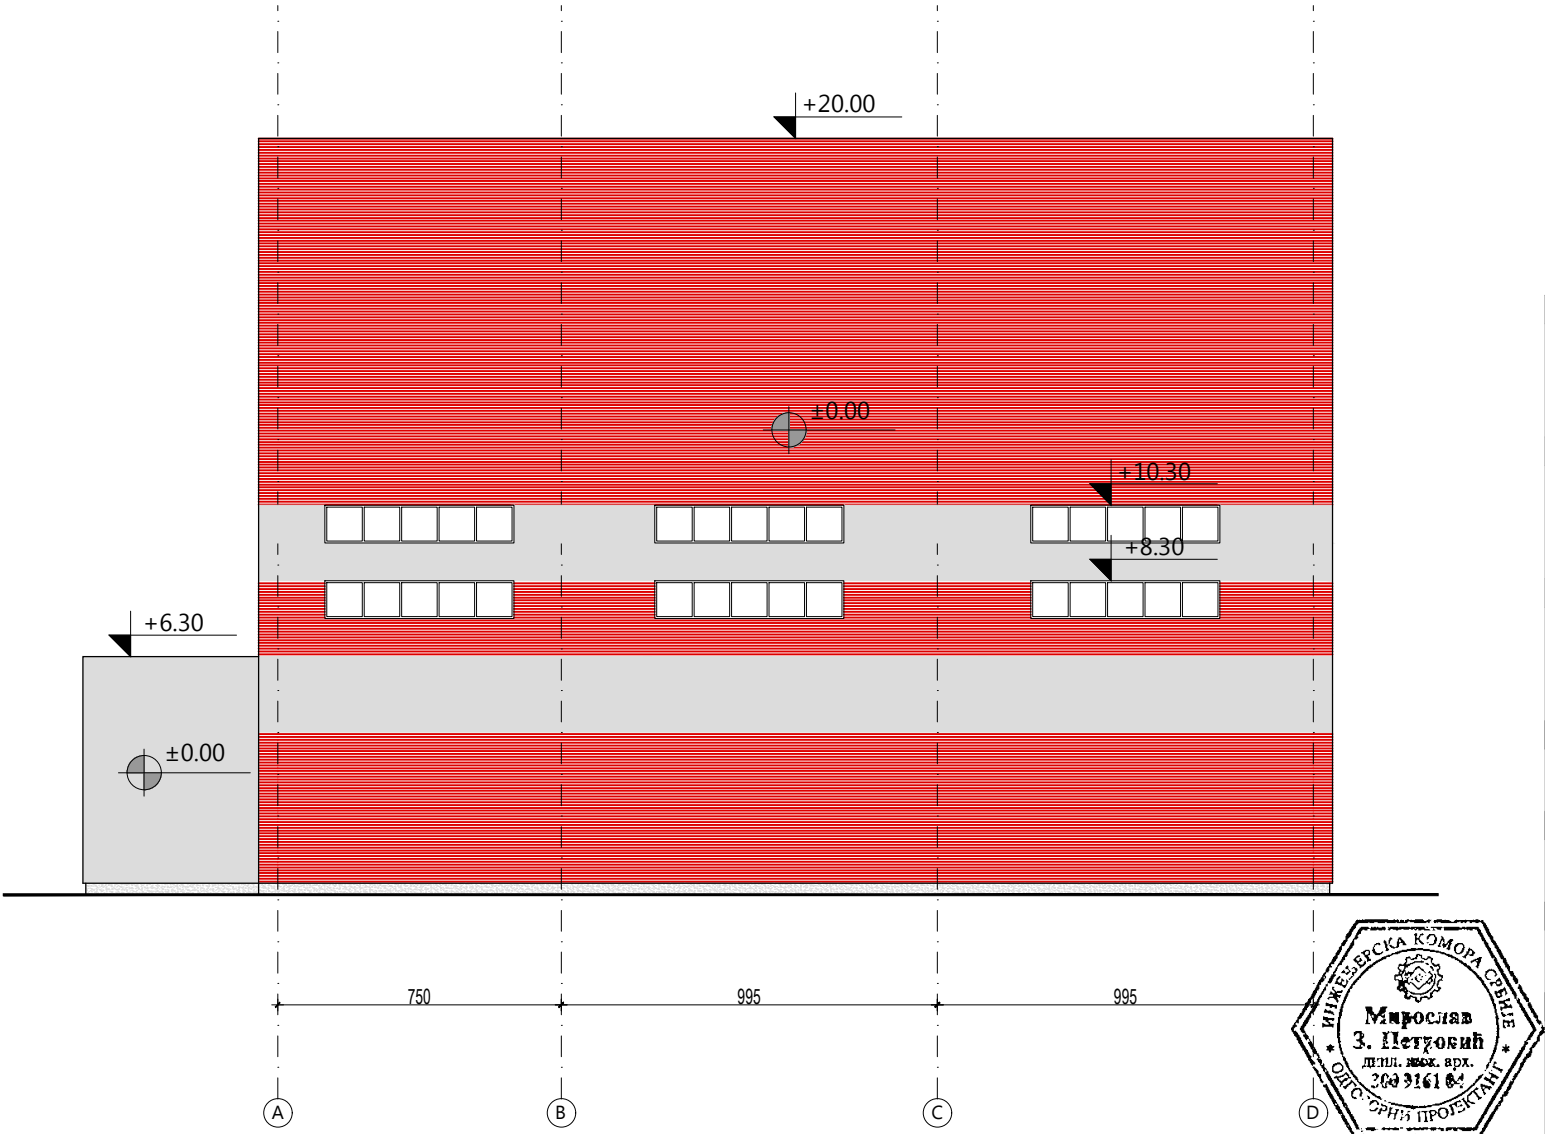 +20.00
±0.00
+10.30
+8.30
+6.30
±0.00
750
995
995
A
B
C
D
ИНЖЕЊЕРСКА КОМОРА СРБИЈЕ
Мирослав
З. Петровић
дипл. инж. арх.
ОДГОВОРНИ ПРОЈЕКТАНТ